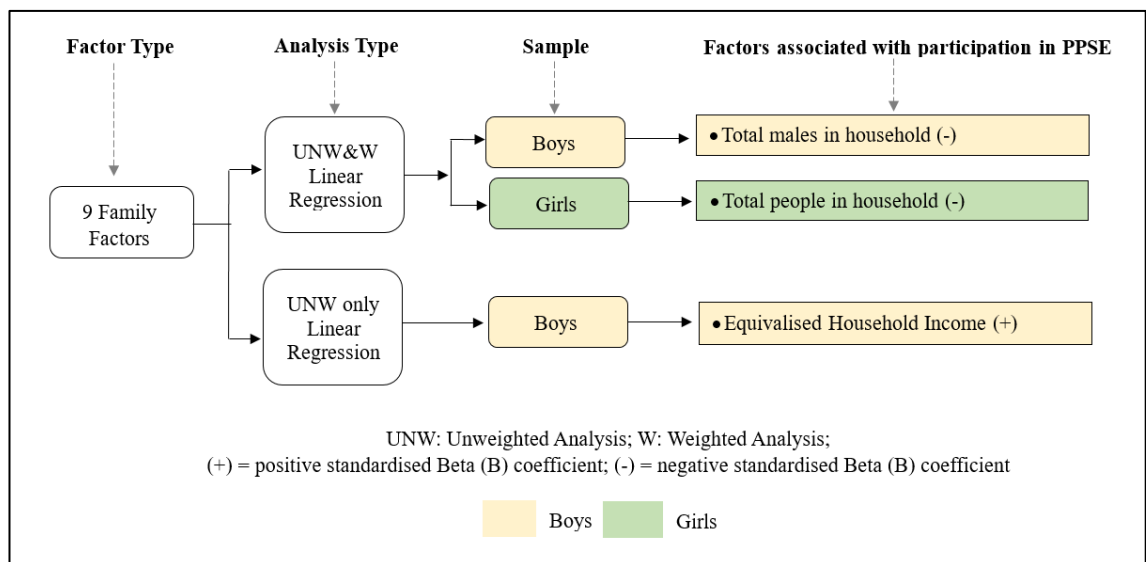 Factor Type
Analysis Type
Sample
Factors associated with participation in PPSE
9 Family
Factors
UNW&W
Linear
Regression
Boys
• Total males in household (-)
Girls
• Total people in household (-)
UNW only
Linear
Regression
Boys
• Equivalised Household Income (+)
UNW: Unweighted Analysis; W: Weighted Analysis;
(+) = positive standardised Beta (B) coefficient; (-) = negative standardised Beta (B) coefficient
Boys
Girls